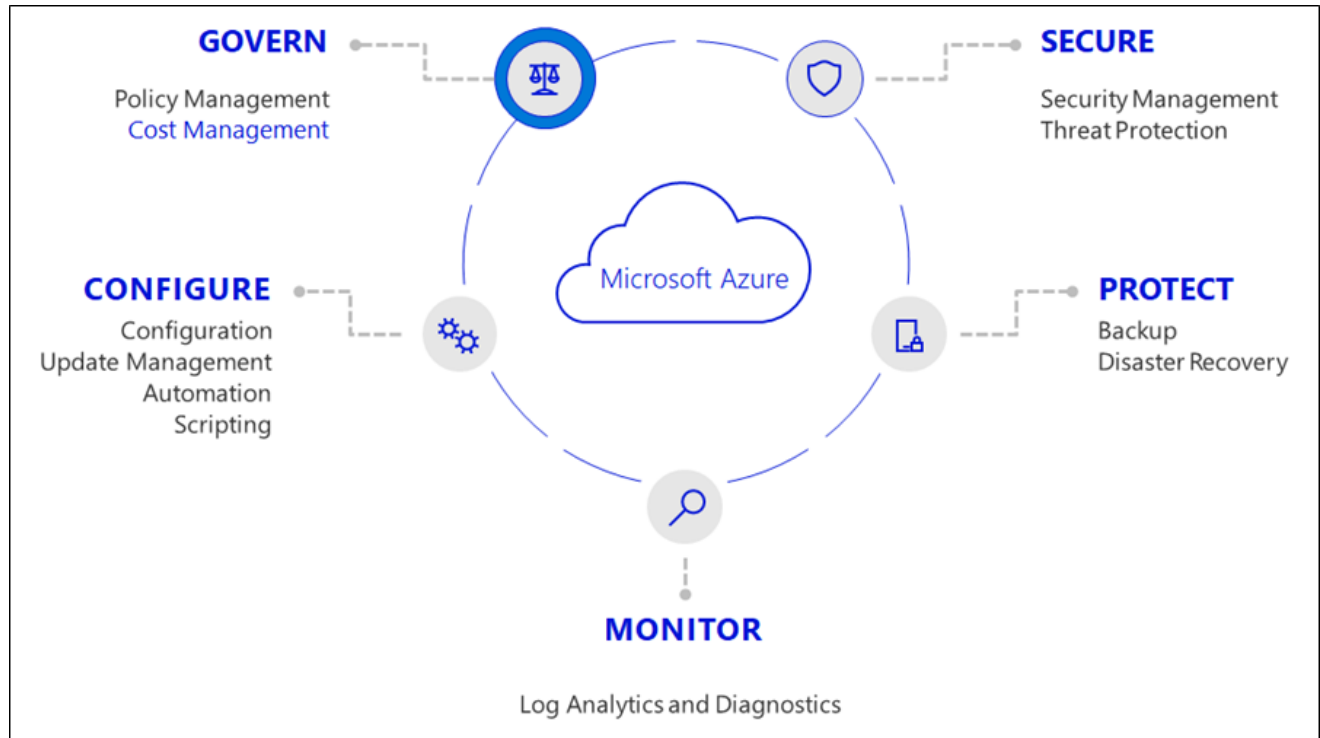 GOVERN
Policy Management
Cost Management
SECURE
Security Management
Threat Protection
Microsoft Azure
CONFIGURE
Configuration
Update Management
Automation
Scripting
PROTECT
Backup
Disaster Recovery
MONITOR
Log Analytics and Diagnostics